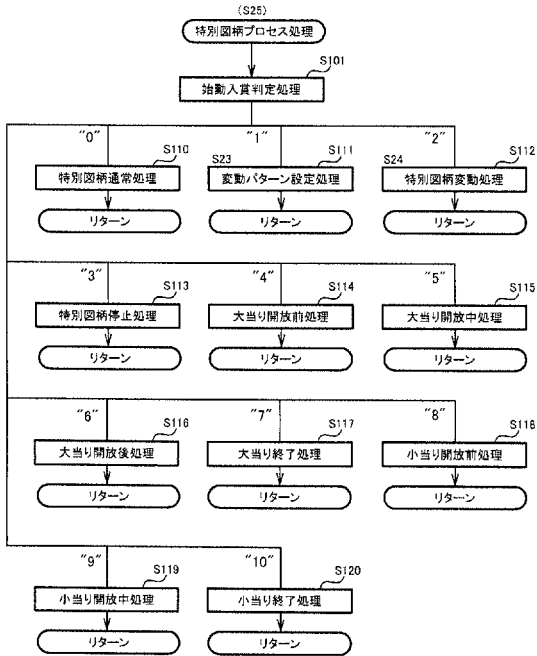 (S25)
特別図柄プロセス処理
S101
始動入賞判定処理
"0" "1" "2"
S110 S23 S111 S24 S112
特別図柄通常処理 変動パターン設定処理 特別図柄変動処理
リターン リターン リターン
"3" "4" "5"
S113 S114 S115
特別図柄停止処理 大当り開放前処理 大当り開放中処理
リターン リターン リターン
"6" "7" "8"
S116 S117 S118
大当り開放後処理 大当り終了処理 小当り開放前処理
リターン リターン リターン
"9" "10"
S119 S120
小当り開放中処理 小当り終了処理
リターン リターン